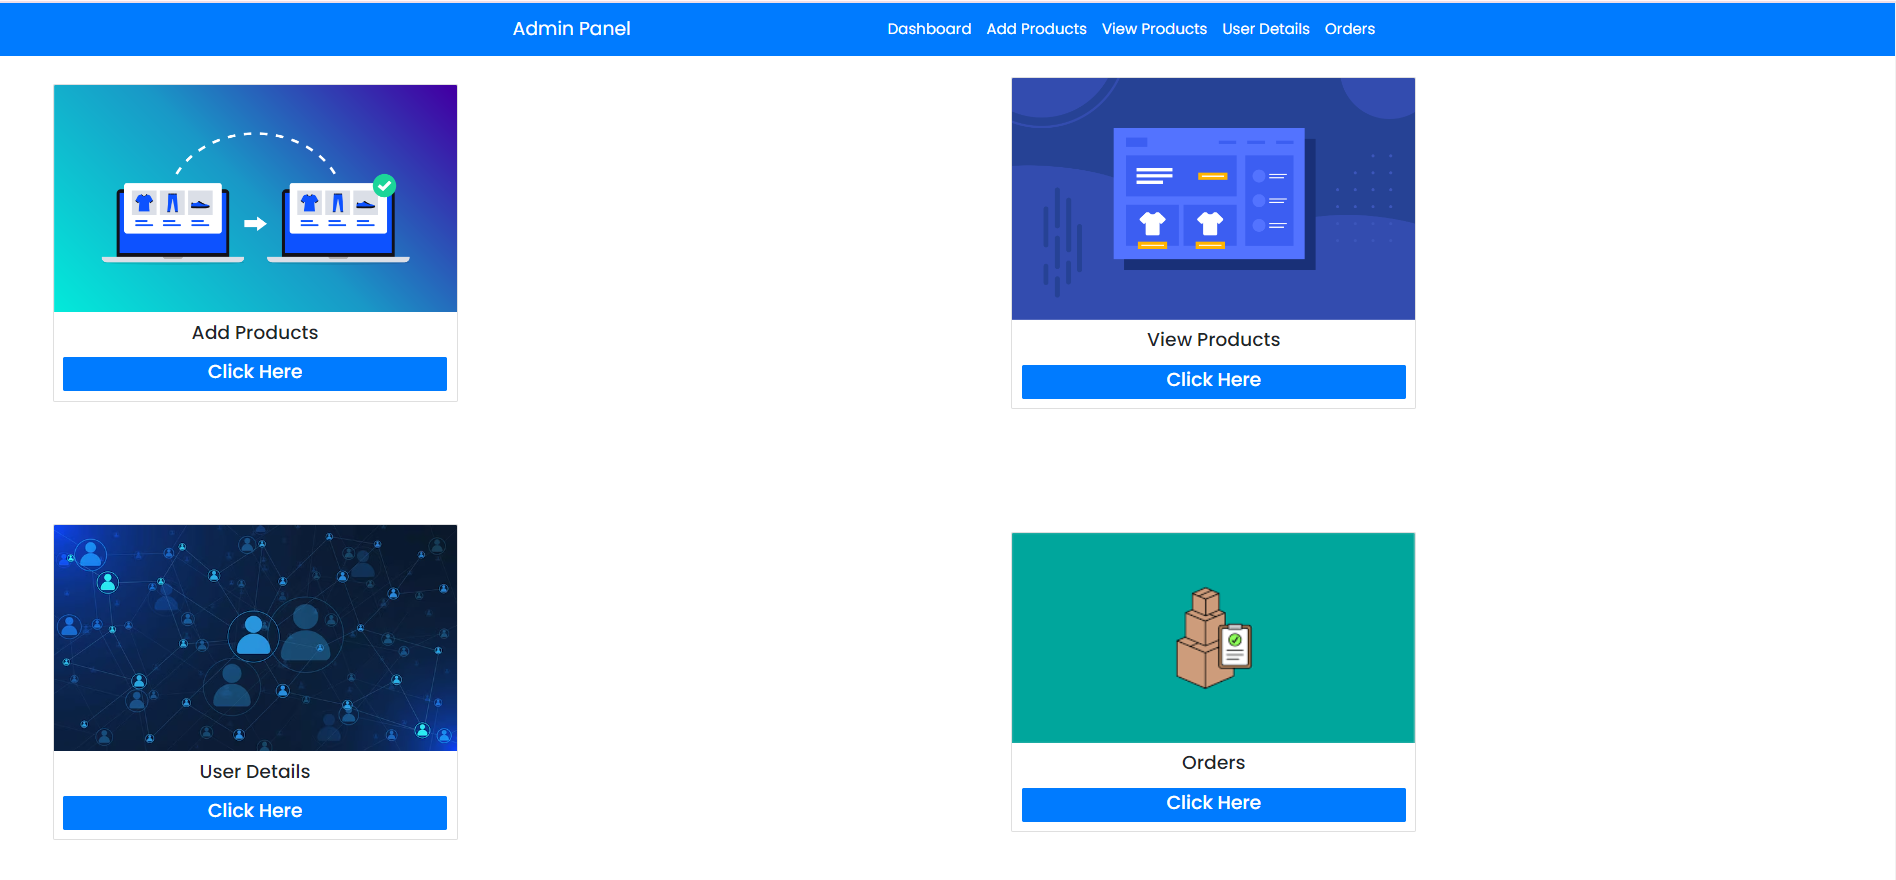 Admin Panel
Dashboard Add Products View Products User Details Orders
Add Products
Click Here
View Products
Click Here
User Details
Click Here
Orders
Click Here